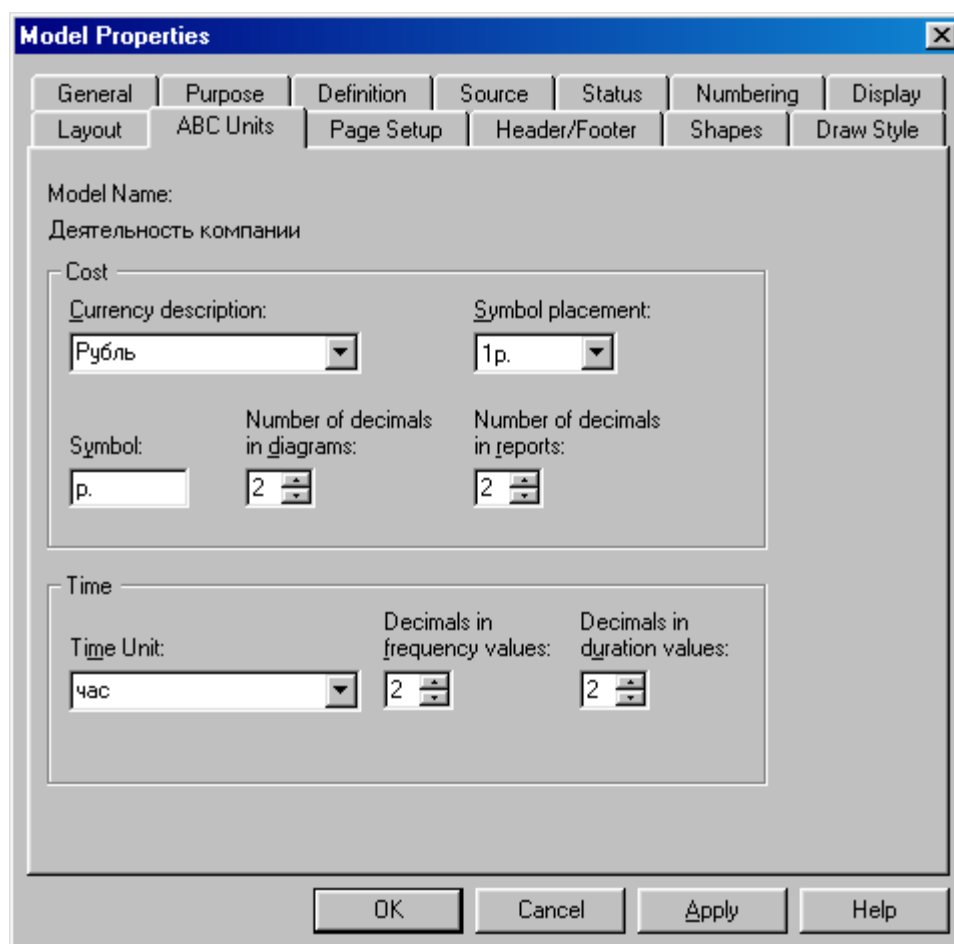 Model Properties
General Purpose Definition Source Status Numbering Display
Layout ABC Units Page Setup Header/Footer Shapes Draw Style
Model Name:
Деятельность компании
Cost
Currency description: Symbol placement:
Рубль 1р.
Number of decimals Number of decimals
Symbol: in diagrams: in reports:
р. 2 2
Time
Decimals in Decimals in
Time Unit: frequency values: duration values:
час 2 2
OK Cancel Apply Help